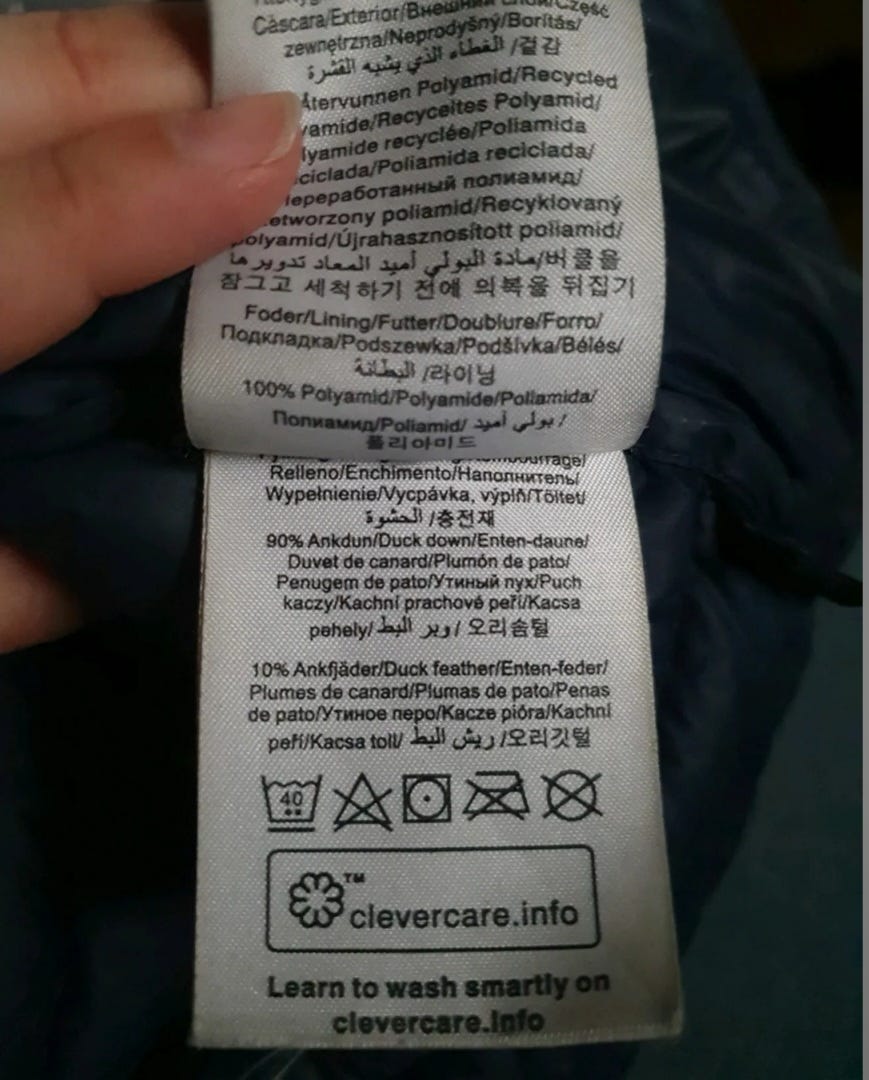 Cáscara/Exterior/Внешний слой/Część
zewnętrzna/Neprodyšný/Borítás/
الغطاء الذي يشبه القشرة /겉감
Återvunnen Polyamid/Recycled
yamide/Recyceltes Polyamid/
lyamide recyclée/Poliamida
ciclada/Poliamida reciclada/
Переработанный полиамид/
etworzony poliamid/Recyklovaný
polyamid/Újrahasznosított poliamid/
مادة البولي أميد المعاد تدويرها/버클을
잠그고 세척하기 전에 의복을 뒤집기
Foder/Lining/Futter/Doublure/Forro/
Подкладка/Podszewka/Podšívka/Bélés/
البطانة /라이닝
100% Polyamid/Polyamide/Poliamida/
Полиамид/Poliamid/ بولي أميد /
폴리아미드
Relleno/Enchimento/Наполнитель/
Wypełnienie/Vycpávka, výplň/Töltet/
الحشوة /충전재
90% Ankdun/Duck down/Enten-daune/
Duvet de canard/Plumón de pato/
Penugem de pato/Утиный пух/Puch
kaczy/Kachní prachové peří/Kacsa
pehely/ وبر البط / 오리솜털
10% Ankfjäder/Duck feather/Enten-feder/
Plumes de canard/Plumas de pato/Penas
de pato/Утиное перо/Kacze pióra/Kachní
peří/Kacsa toll/ ريش البط /오리깃털
40
™
clevercare.info
Learn to wash smartly on
clevercare.info